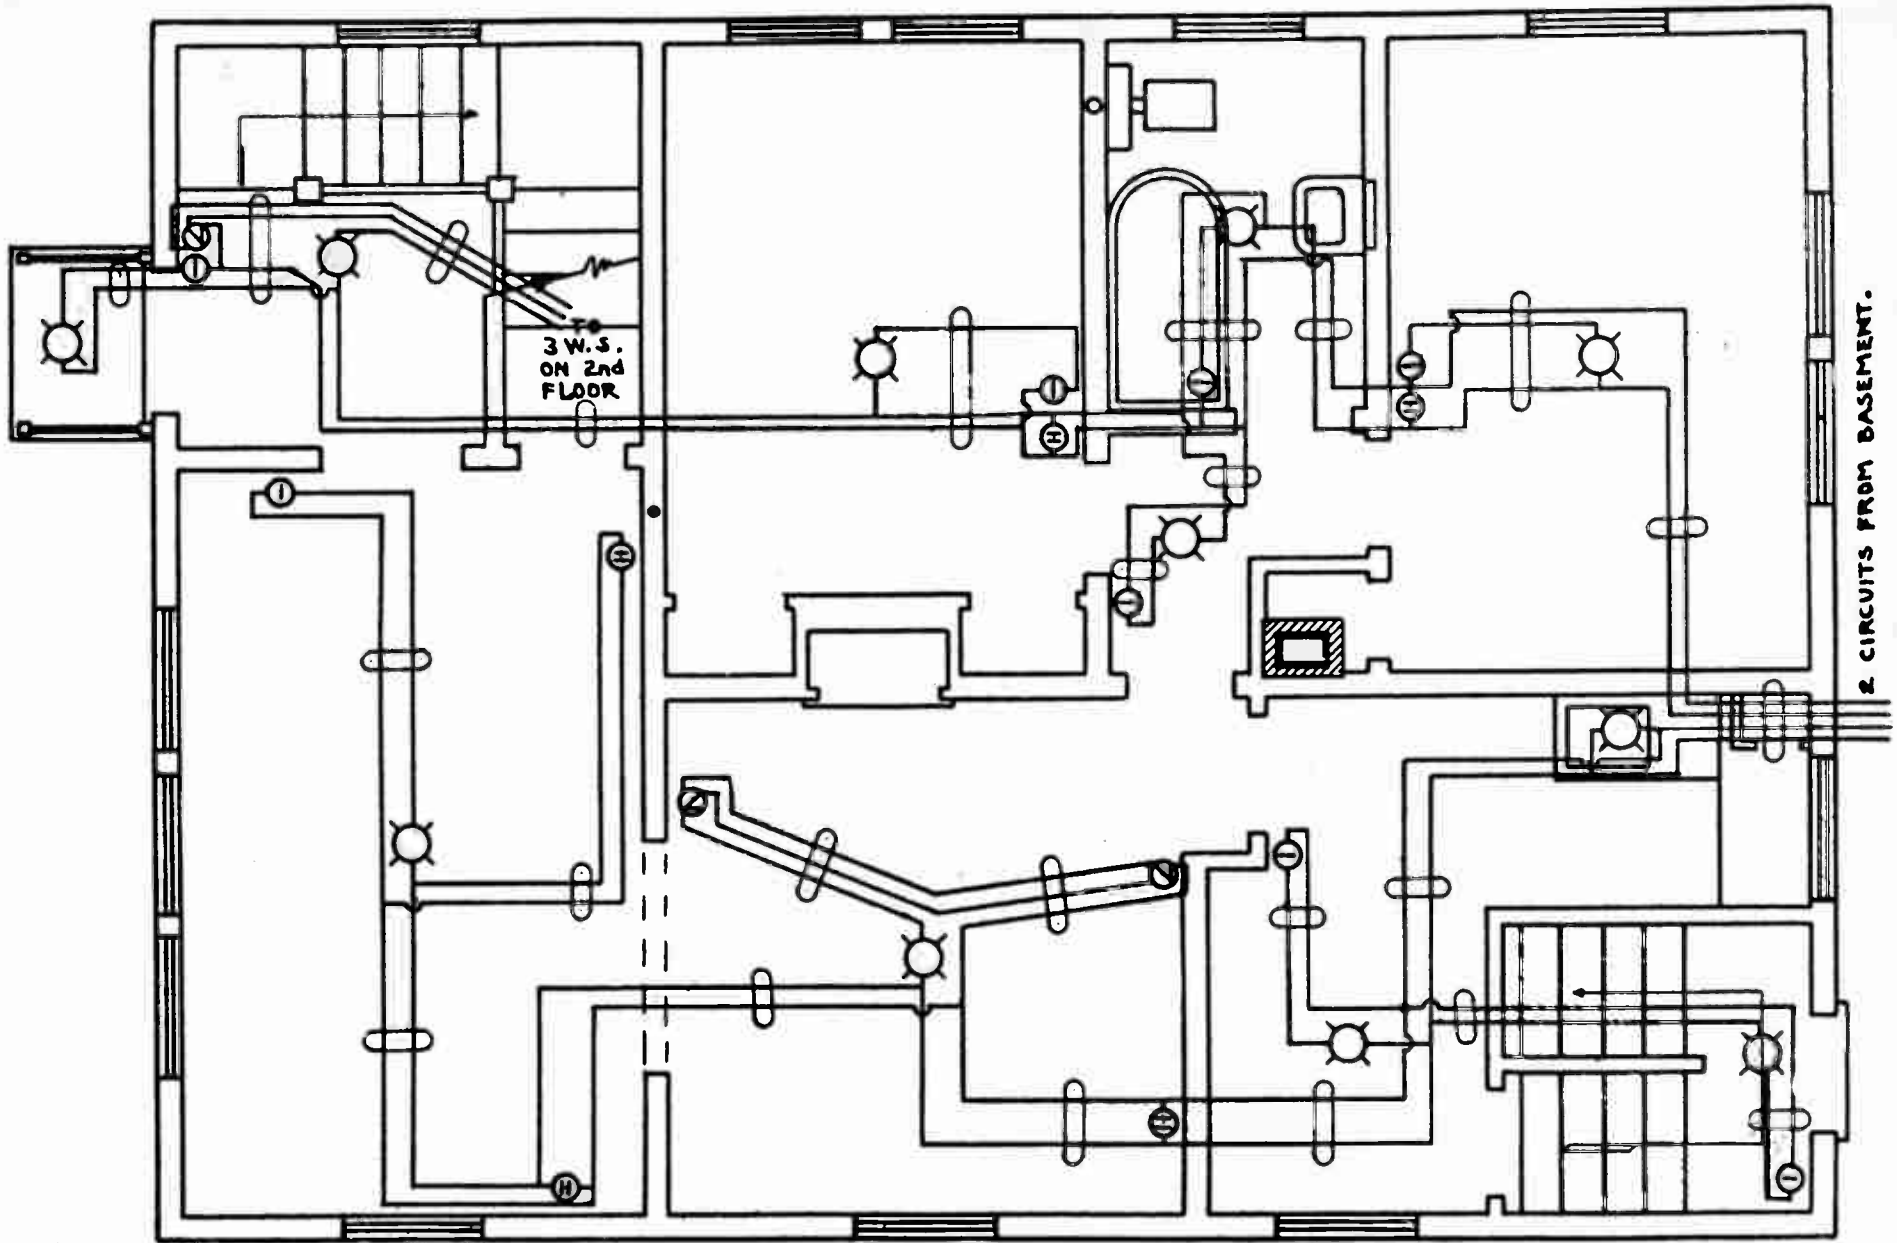 TO
3 W.S.
ON 2nd
FLOOR
H
H
H
2 CIRCUITS FROM BASEMENT.